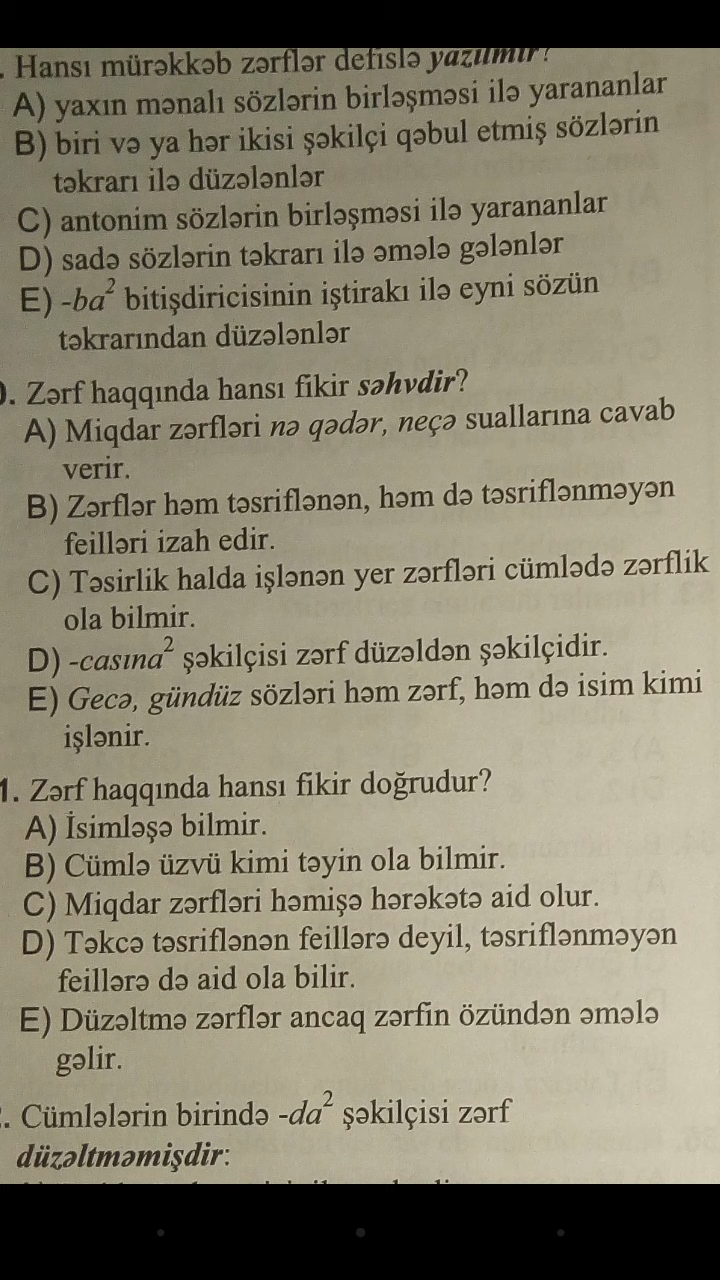 . Hansı mürəkkəb zərflər defislə yazılmır?
A) yaxın mənalı sözlərin birləşməsi ilə yarananlar
B) biri və ya hər ikisi şəkilçi qəbul etmiş sözlərin
təkrarı ilə düzələnlər
C) antonim sözlərin birləşməsi ilə yarananlar
D) sadə sözlərin təkrarı ilə əmələ gələnlər
E) -ba² bitişdiricisinin iştirakı ilə eyni sözün
təkrarından düzələnlər
0. Zərf haqqında hansı fikir səhvdir?
A) Miqdar zərfləri nə qədər, neçə suallarına cavab
verir.
B) Zərflər həm təsriflənən, həm də təsriflənməyən
feilləri izah edir.
C) Təsirlik halda işlənən yer zərfləri cümlədə zərflik
ola bilmir.
D) -casına² şəkilçisi zərf düzəldən şəkilçidir.
E) Gecə, gündüz sözləri həm zərf, həm də isim kimi
işlənir.
1. Zərf haqqında hansı fikir doğrudur?
A) İsimləşə bilmir.
B) Cümlə üzvü kimi təyin ola bilmir.
C) Miqdar zərfləri həmişə hərəkətə aid olur.
D) Təkcə təsriflənən feillərə deyil, təsriflənməyən
feillərə də aid ola bilir.
E) Düzəltmə zərflər ancaq zərfin özündən əmələ
gəlir.
. Cümlələrin birində -da² şəkilçisi zərf
düzəltməmişdir: